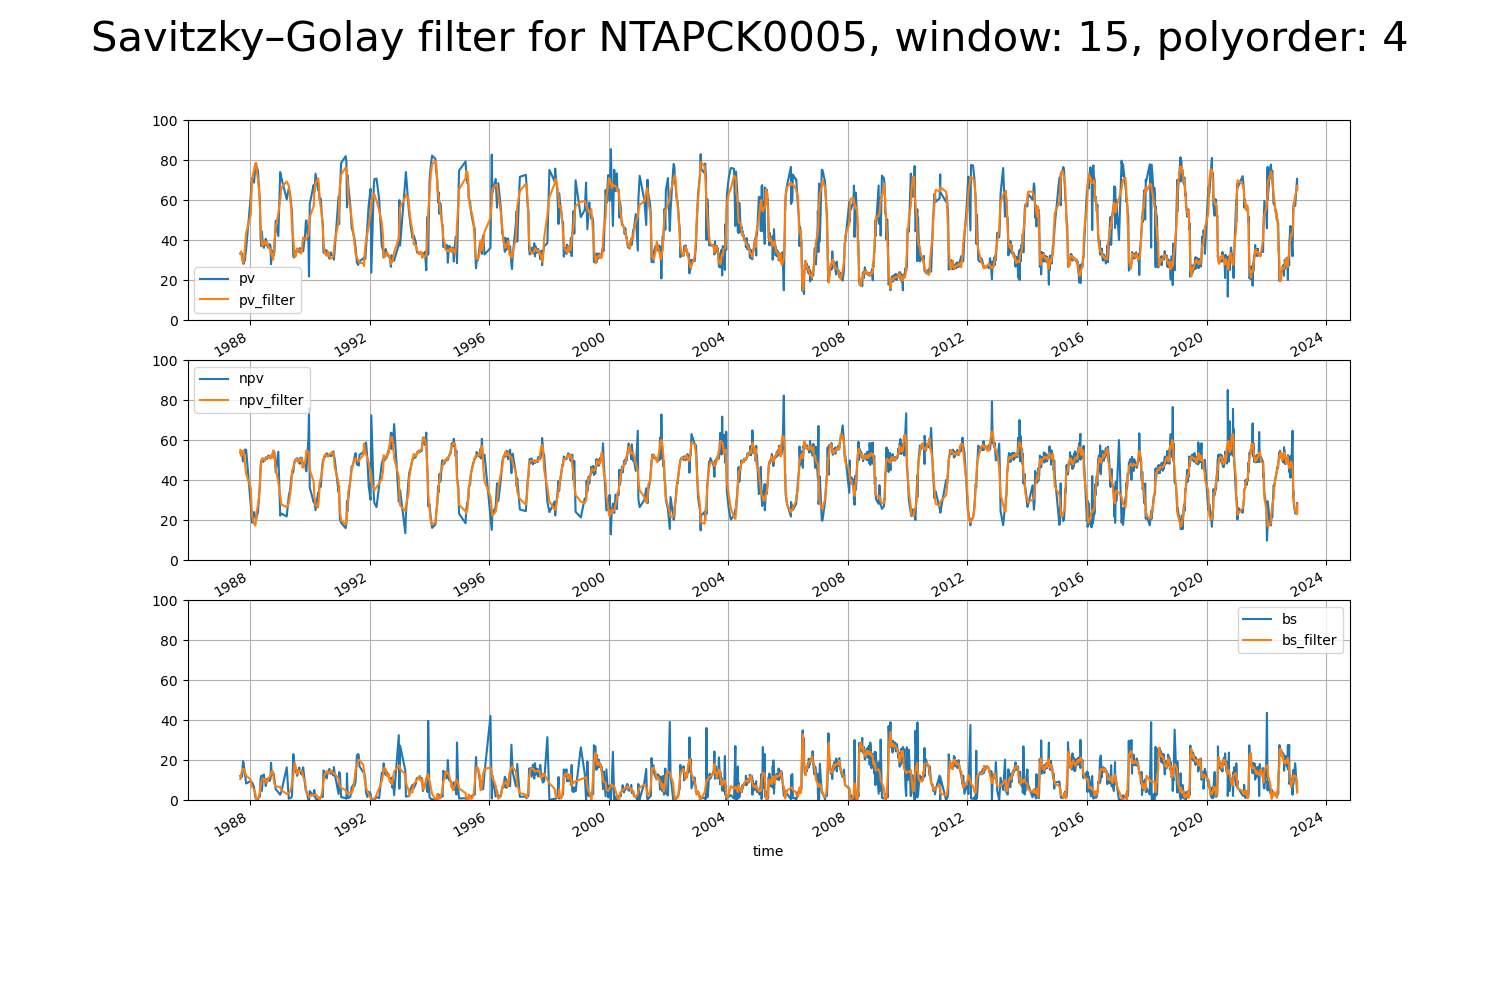 Savitzky–Golay filter for NTAPCK0005, window: 15, polyorder: 4
100
80
60
40
20
0
pv
pv_filter
1988 1992 1996 2000 2004 2008 2012 2016 2020 2024
100
80
60
40
20
0
npv
npv_filter
1988 1992 1996 2000 2004 2008 2012 2016 2020 2024
100
80
60
40
20
0
bs
bs_filter
1988 1992 1996 2000 2004 2008 2012 2016 2020 2024
time